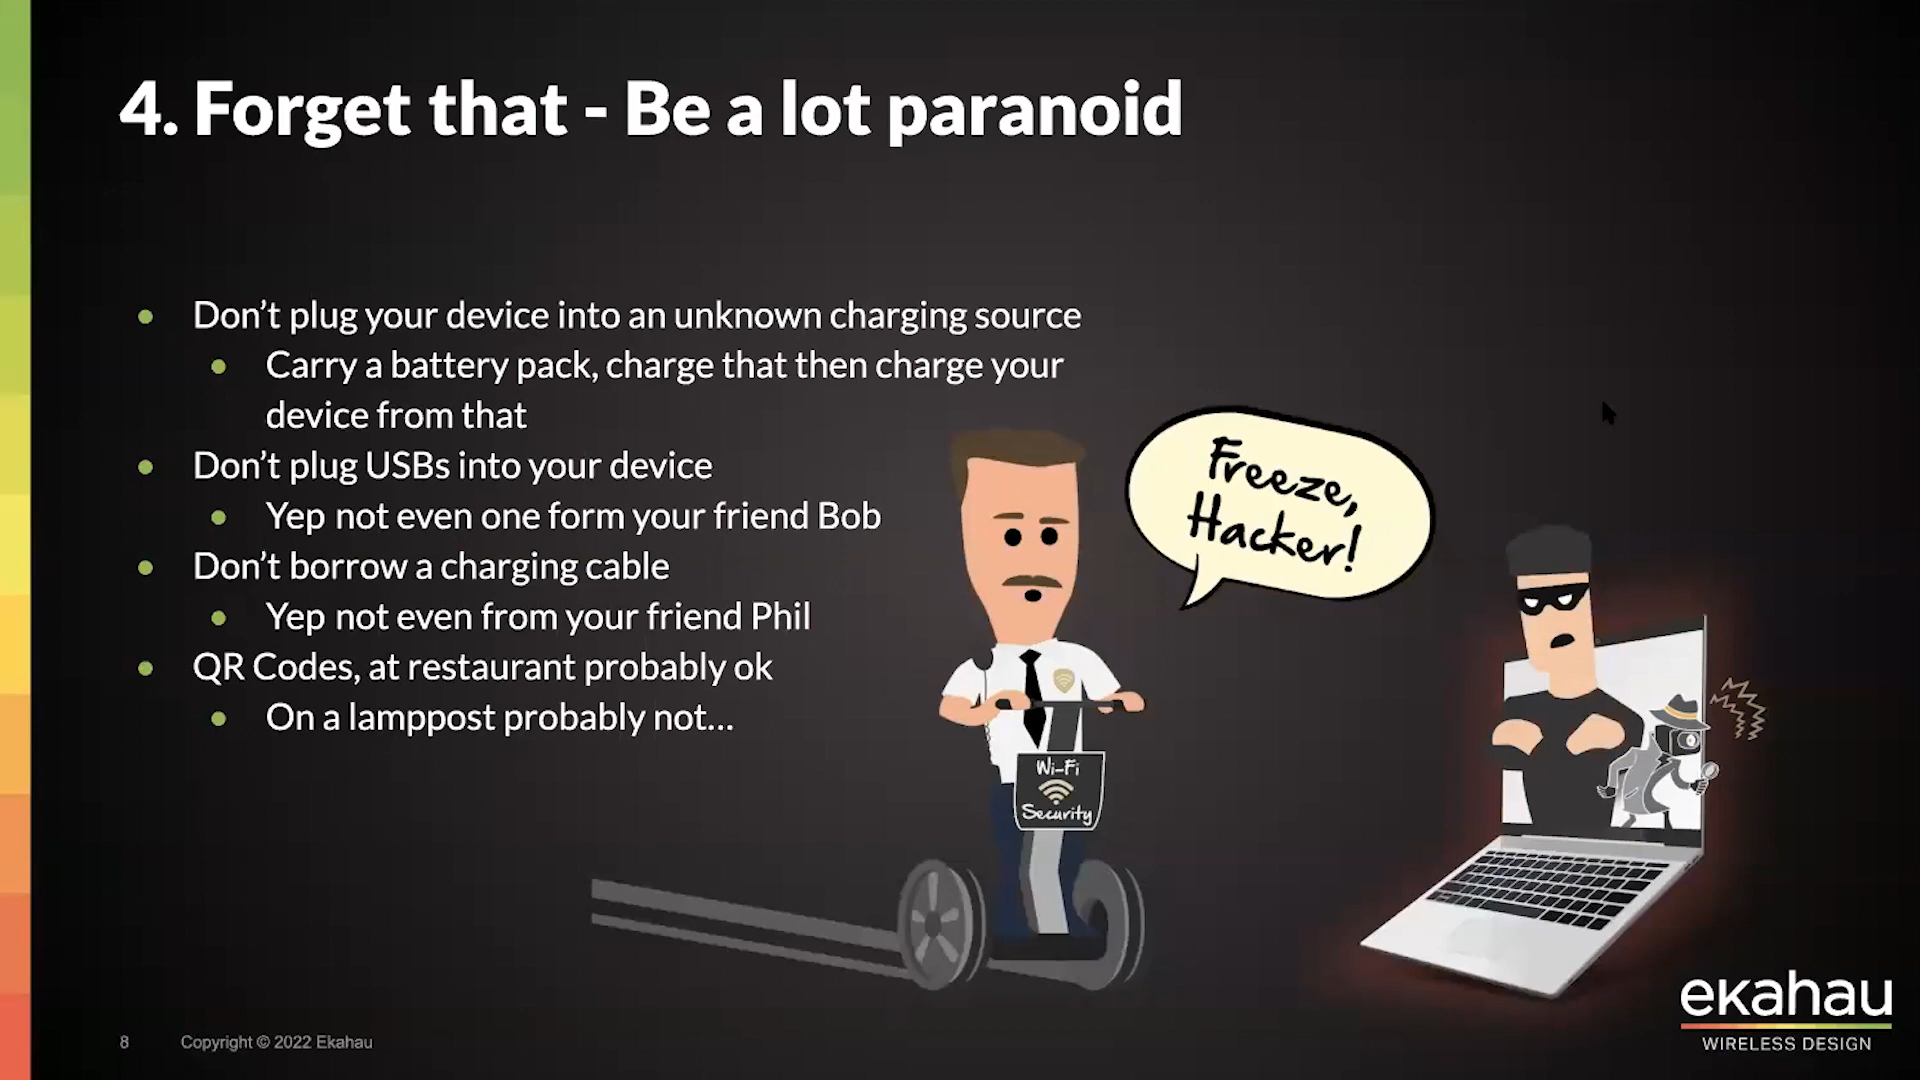 4. Forget that - Be a lot paranoid
Don’t plug your device into an unknown charging source
Carry a battery pack, charge that then charge your
device from that
Don’t plug USBs into your device
Yep not even one form your friend Bob
Don’t borrow a charging cable
Yep not even from your friend Phil
QR Codes, at restaurant probably ok
On a lamppost probably not...
Freeze,
Hacker!
Wi-Fi
Security
8
Copyright © 2022 Ekahau
ekahau
WIRELESS DESIGN